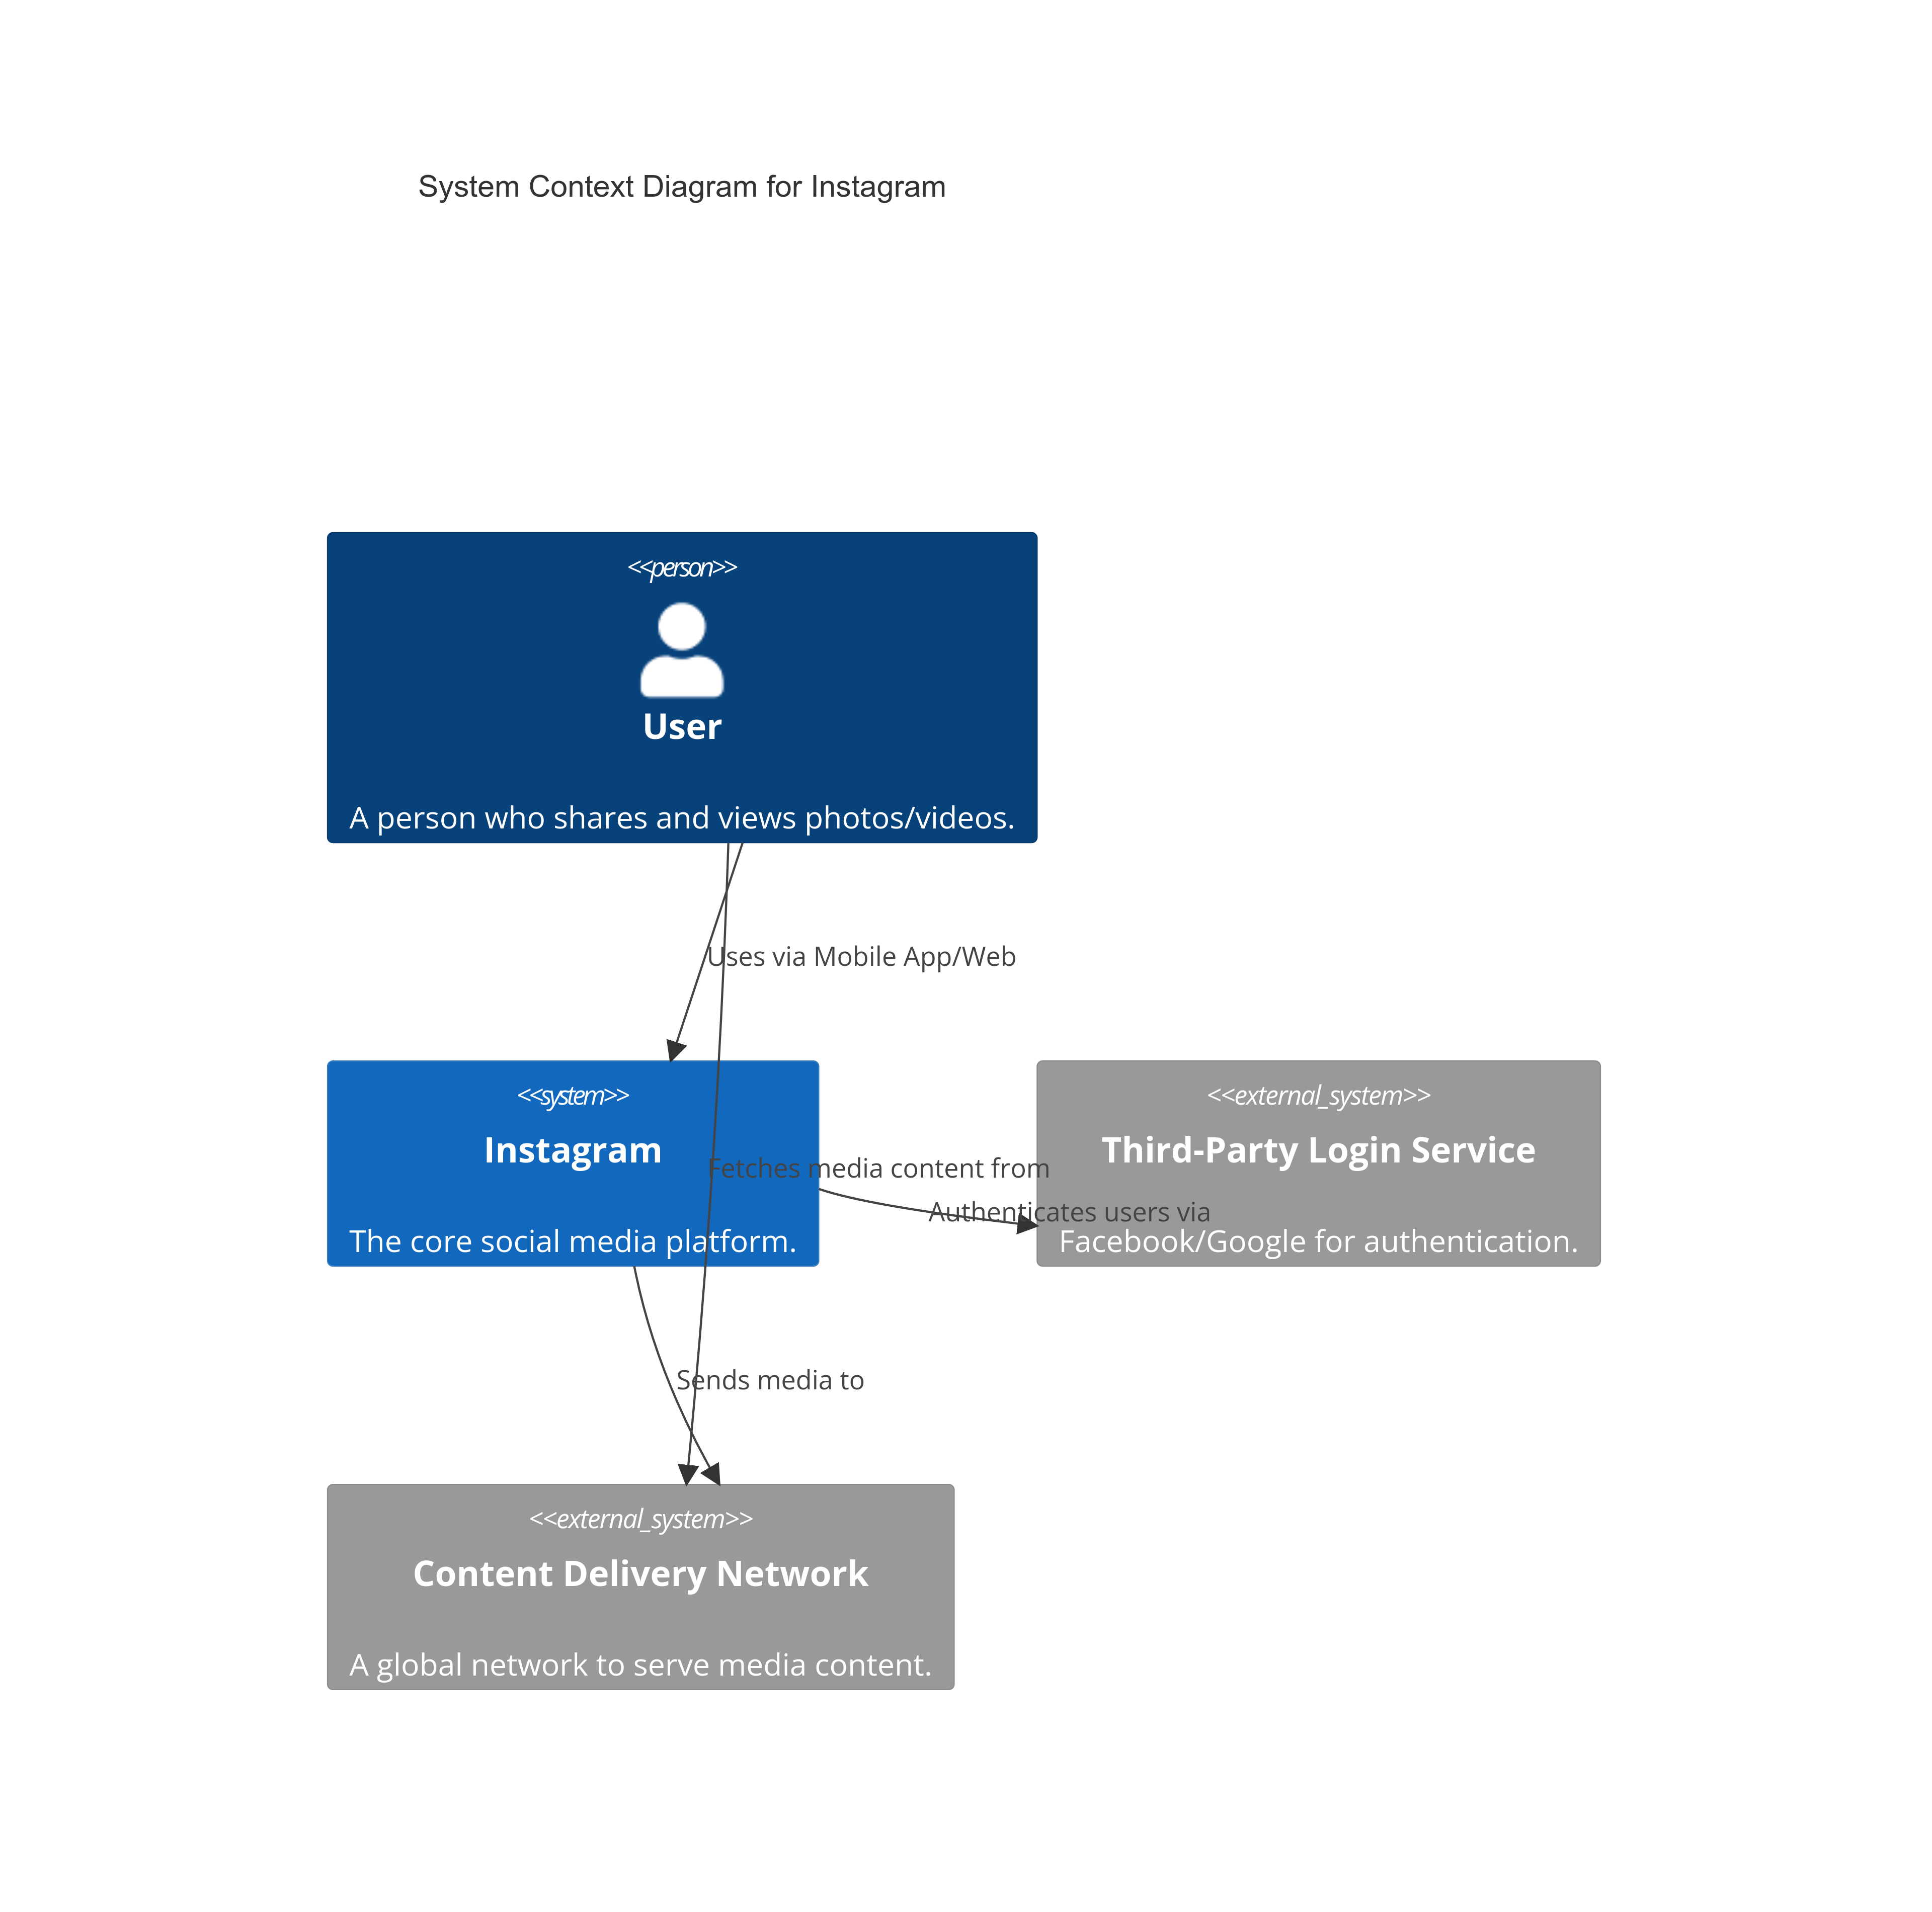 System Context Diagram for Instagram
<<person>>
User
A person who shares and views photos/videos.
Uses via Mobile App/Web
<<system>>
Instagram
The core social media platform.
<<external_system>>
Third-Party Login Service
Facebook/Google for authentication.
Fetches media content from
Authenticates users via
Sends media to
<<external_system>>
Content Delivery Network
A global network to serve media content.